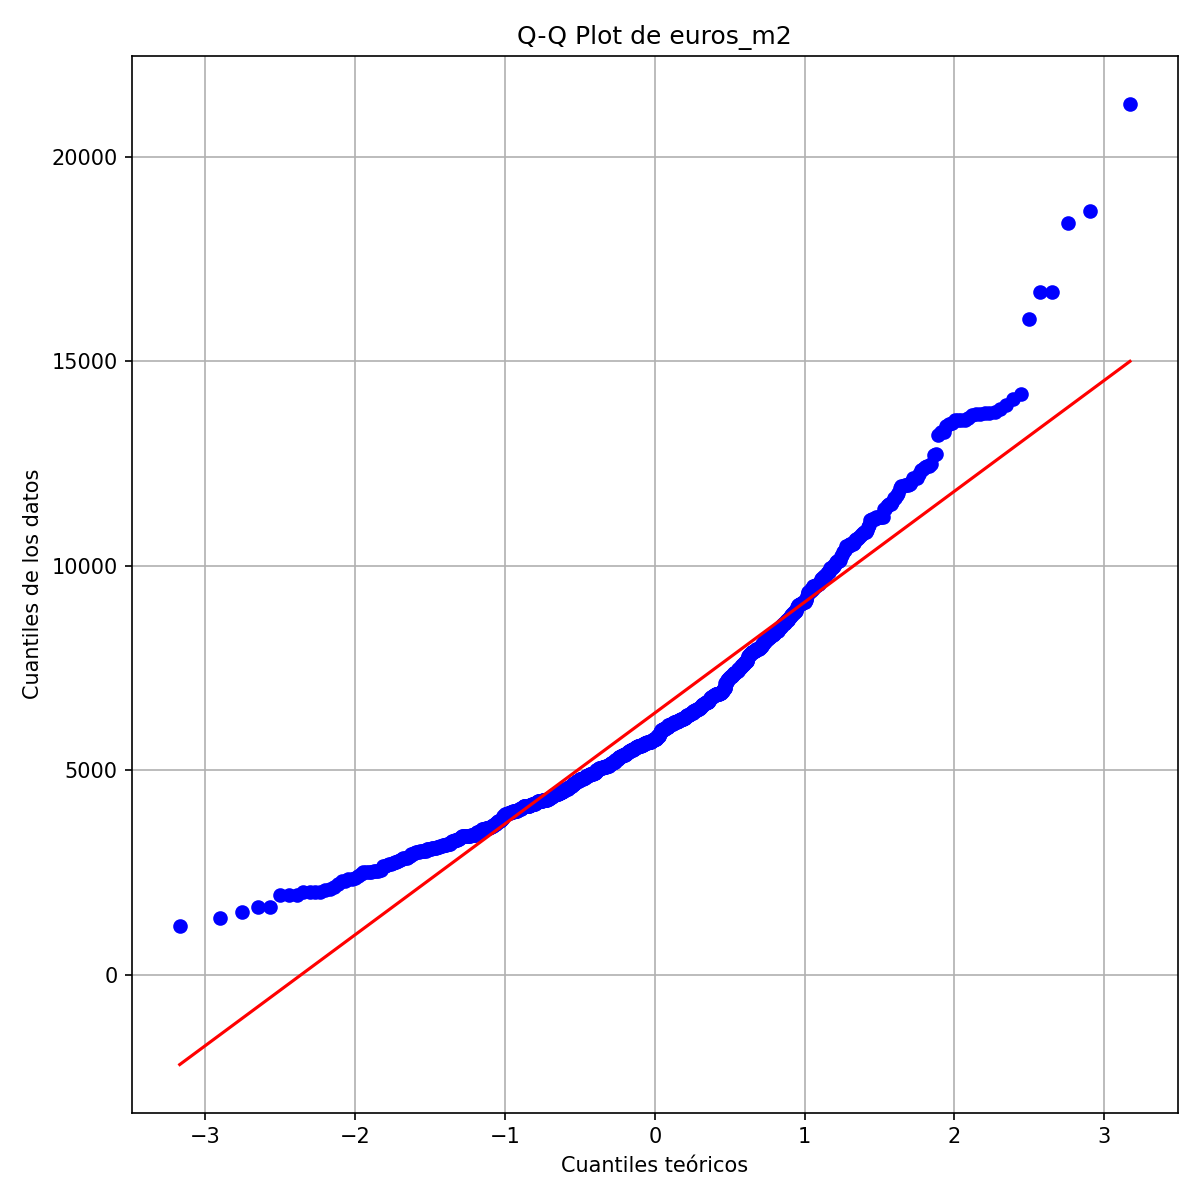 Q-Q Plot de euros_m2
Cuantiles de los datos
20000
15000
10000
5000
0
−3 −2 −1 0 1 2 3
Cuantiles teóricos